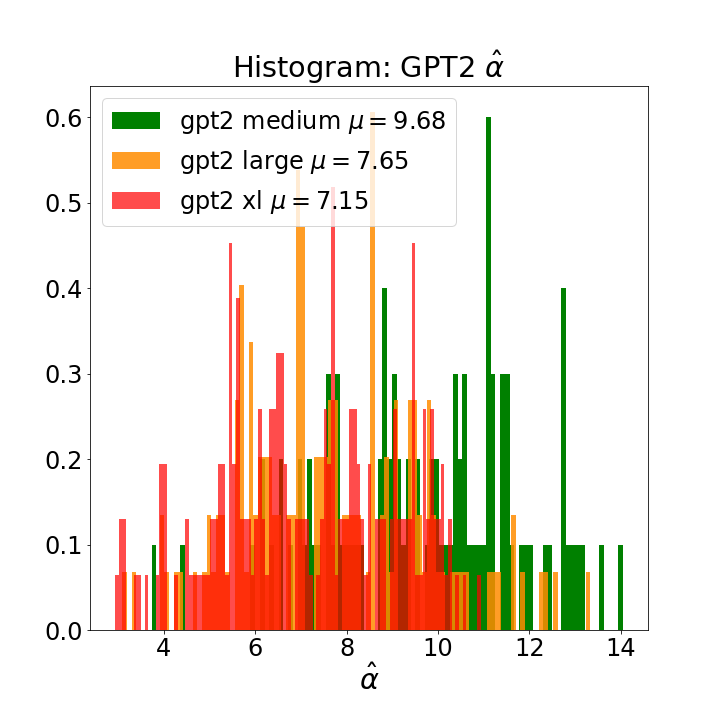 Histogram: GPT2 α̂
gpt2 medium μ = 9.68
gpt2 large μ = 7.65
gpt2 xl μ = 7.15
0.6
0.5
0.4
0.3
0.2
0.1
0.0
4 6 8 10 12 14
α̂